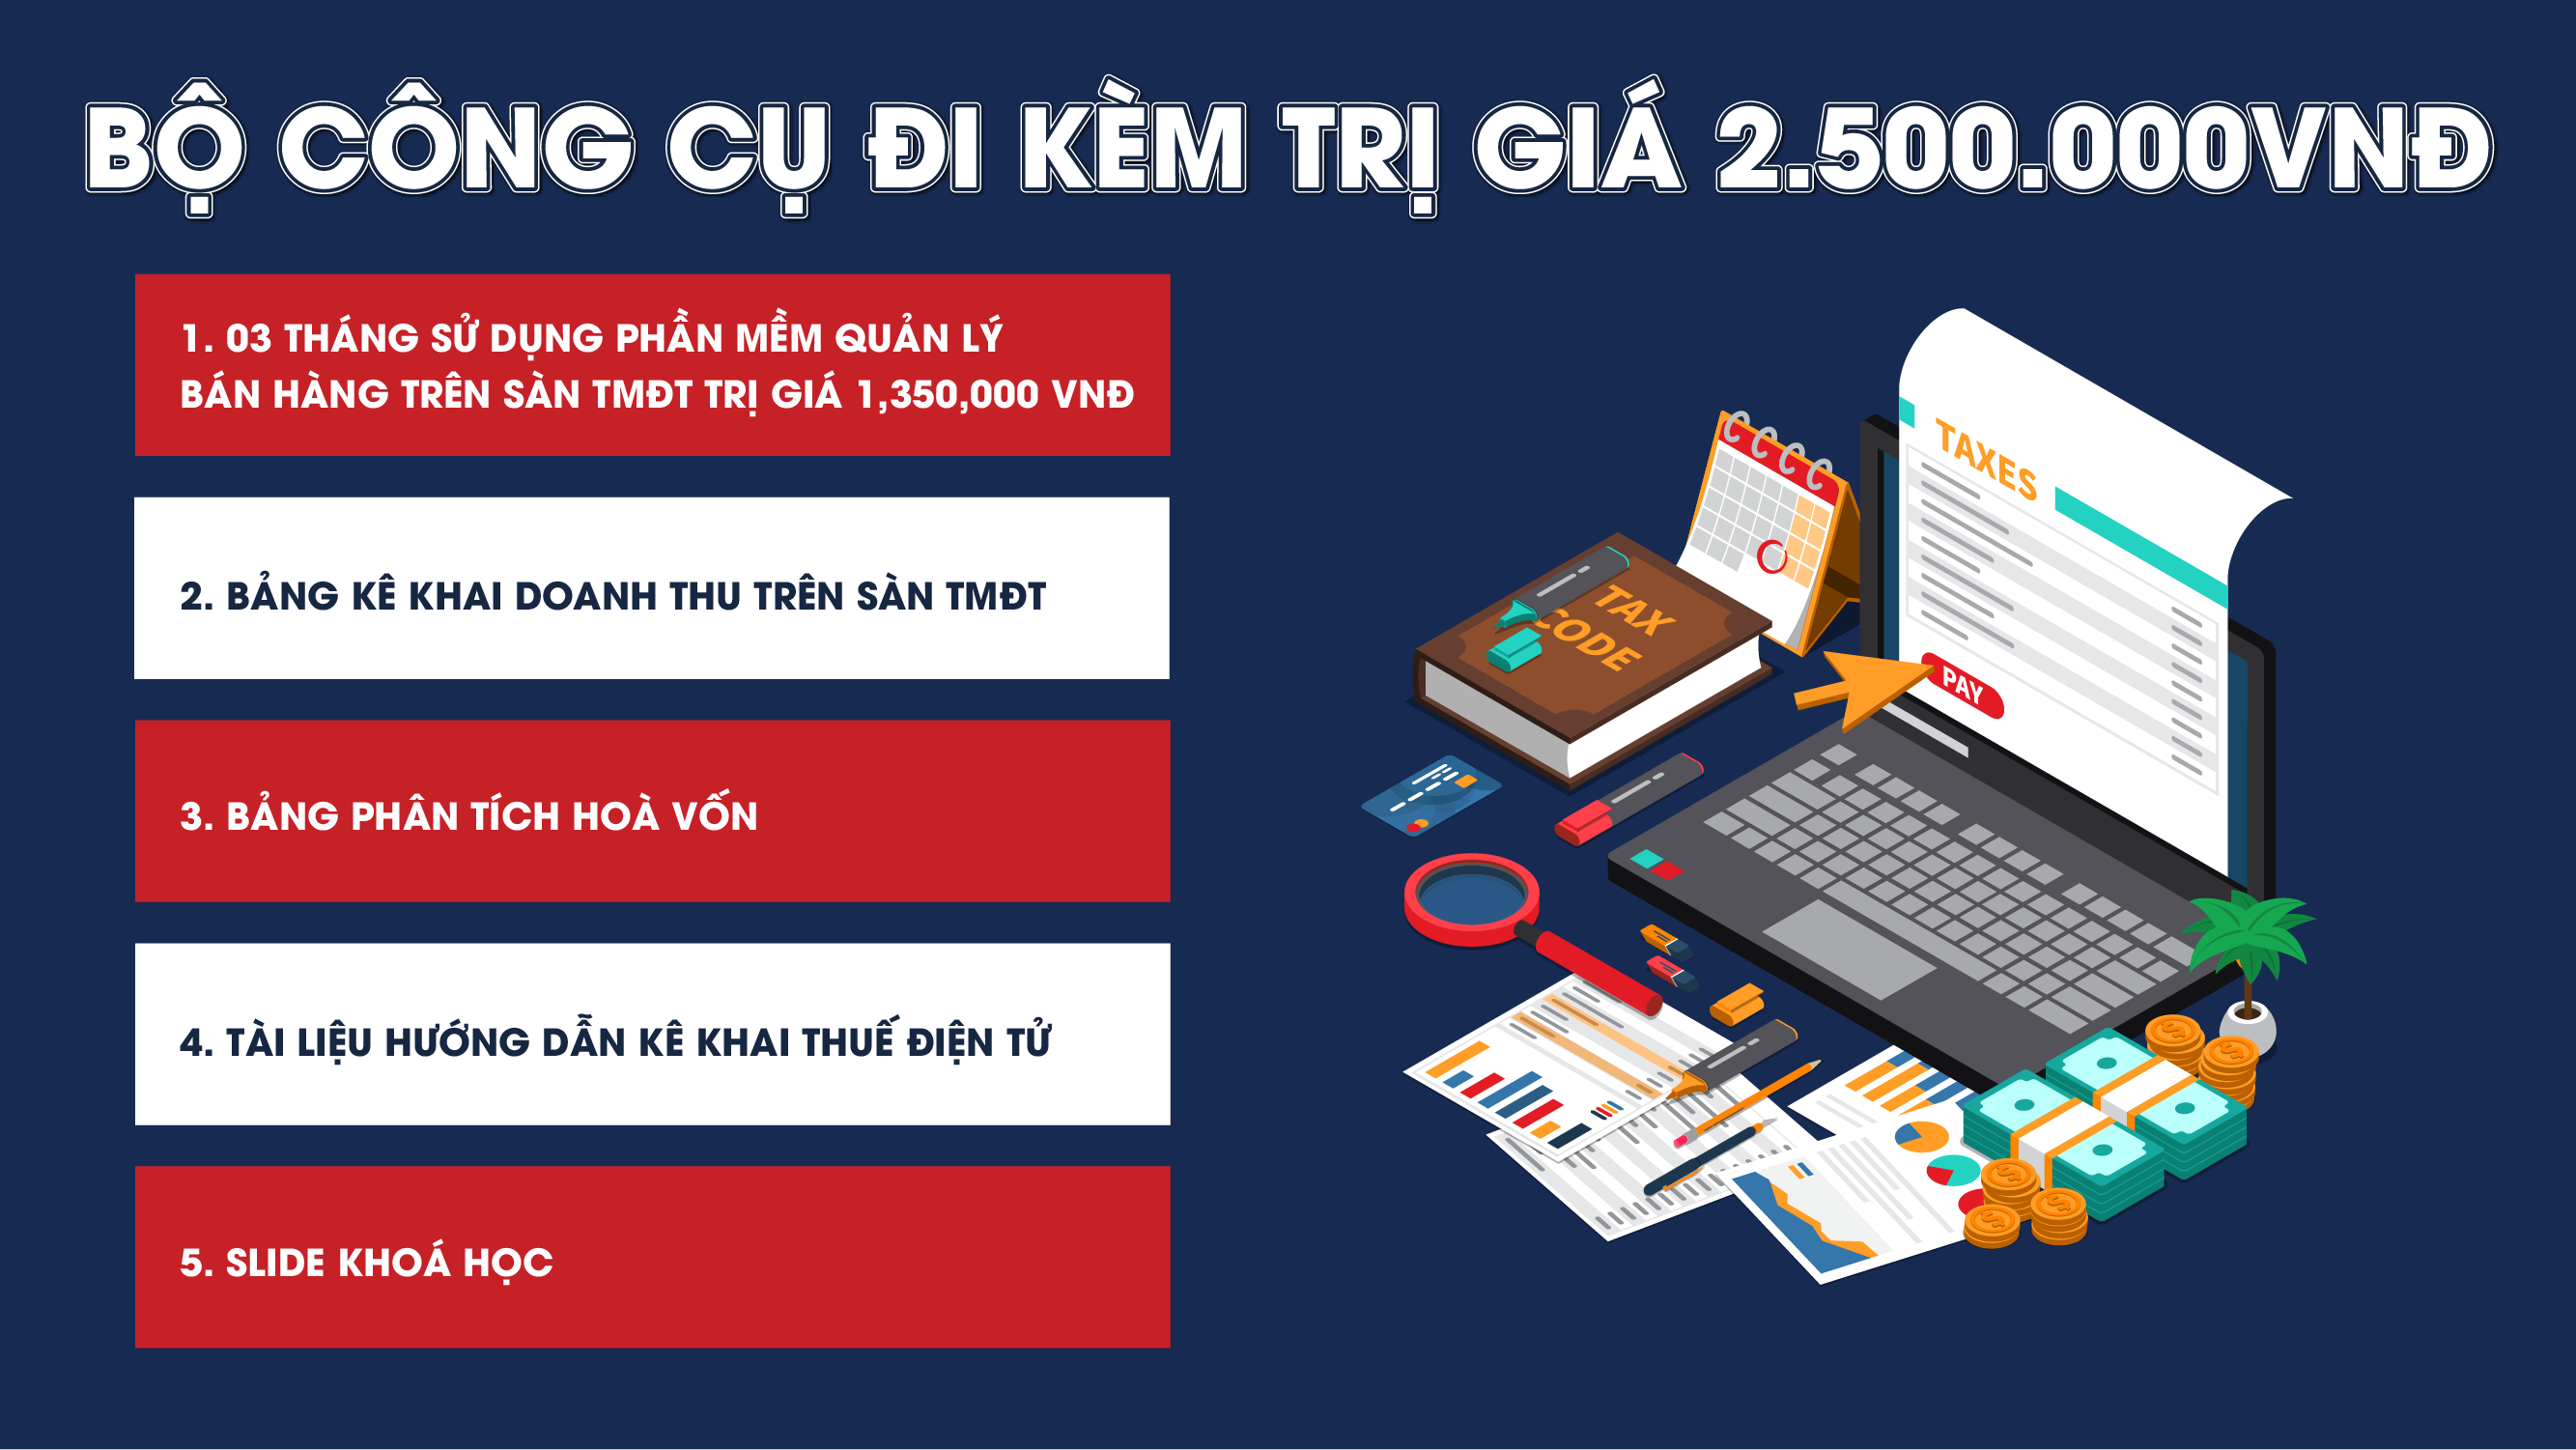 BỘ CÔNG CỤ ĐI KÈM TRỊ GIÁ 2.500.000VNĐ
1. 03 THÁNG SỬ DỤNG PHẦN MỀM QUẢN LÝ
BÁN HÀNG TRÊN SÀN TMĐT TRỊ GIÁ 1,350,000 VNĐ
2. BẢNG KÊ KHAI DOANH THU TRÊN SÀN TMĐT
3. BẢNG PHÂN TÍCH HOÀ VỐN
4. TÀI LIỆU HƯỚNG DẪN KÊ KHAI THUẾ ĐIỆN TỬ
5. SLIDE KHOÁ HỌC
TAXES
TAX
CODE
PAY